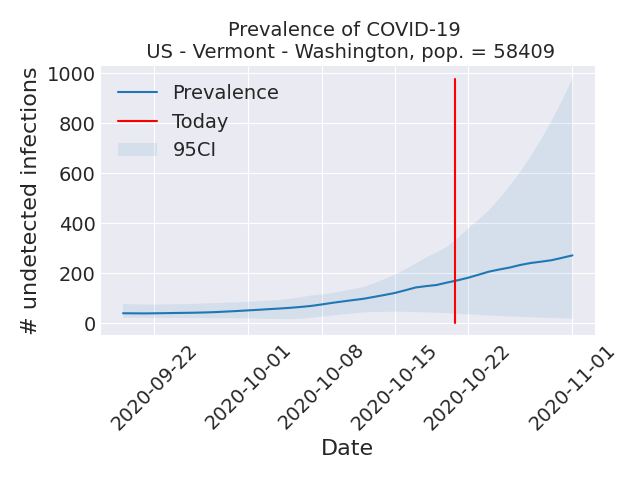 Prevalence of COVID-19
US - Vermont - Washington, pop. = 58409
# undetected infections
1000
800
600
400
200
0
Prevalence
Today
95CI
2020-09-22
2020-10-01
2020-10-08
2020-10-15
2020-10-22
2020-11-01
Date